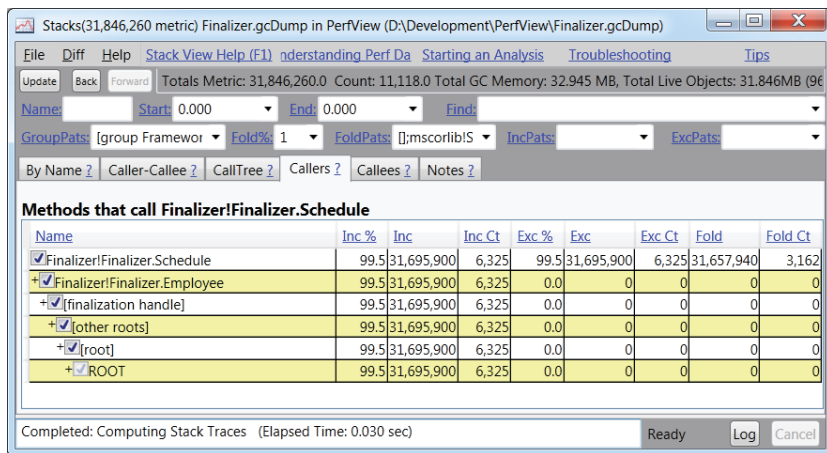 Stacks(31,846,260 metric) Finalizer.gcDump in PerfView (D:\Development\PerfView\Finalizer.gcDump)
File Diff Help Stack View Help (F1) nderstanding Perf Da Starting an Analysis Troubleshooting Tips
Update Back Forward Totals Metric: 31,846,260.0 Count: 11,118.0 Total GC Memory: 32.945 MB, Total Live Objects: 31.846MB (96
Name: Start: 0.000 End: 0.000 Find:
GroupPats: [group Framewor Fold%: 1 FoldPats: [];mscorlib!S IncPats: ExcPats:
By Name ? Caller-Callee ? CallTree ? Callers ? Callees ? Notes ?
Methods that call Finalizer!Finalizer.Schedule
Name Inc % Inc Inc Ct Exc % Exc Exc Ct Fold Fold Ct
Finalizer!Finalizer.Schedule 99.5 31,695,900 6,325 99.5 31,695,900 6,325 31,657,940 3,162
+ Finalizer!Finalizer.Employee 99.5 31,695,900 6,325 0.0 0 0 0 0
+ [finalization handle] 99.5 31,695,900 6,325 0.0 0 0 0 0
+ [other roots] 99.5 31,695,900 6,325 0.0 0 0 0 0
+ [root] 99.5 31,695,900 6,325 0.0 0 0 0 0
+ ROOT 99.5 31,695,900 6,325 0.0 0 0 0 0
Completed: Computing Stack Traces (Elapsed Time: 0.030 sec) Ready Log Cancel